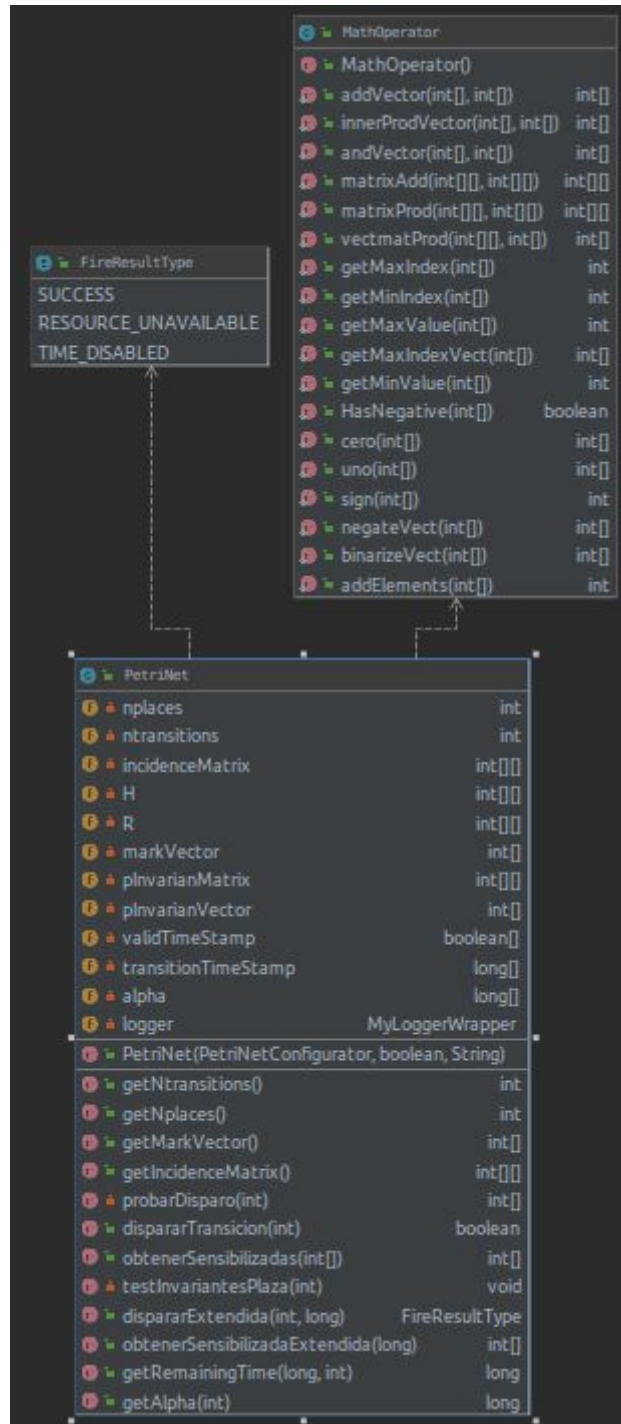 MathOperator
MathOperator()
addVector(int[], int[]) int[]
innerProdVector(int[], int[]) int[]
andVector(int[], int[]) int[]
matrixAdd(int[][], int[][]) int[][]
matrixProd(int[][], int[][]) int[][]
vectmatProd(int[][], int[]) int[]
getMaxIndex(int[]) int
getMinIndex(int[]) int
getMaxValue(int[]) int
getMaxIndexVect(int[]) int[]
getMinValue(int[]) int
HasNegative(int[]) boolean
cero(int[]) int[]
uno(int[]) int[]
sign(int[]) int
negateVect(int[]) int[]
binarizeVect(int[]) int[]
addElements(int[]) int
FireResultType
SUCCESS
RESOURCE_UNAVAILABLE
TIME_DISABLED
PetriNet
nplaces int
ntransitions int
incidenceMatrix int[][]
H int[][]
R int[][]
markVector int[]
pInvarianMatrix int[][]
pInvarianVector int[]
validTimeStamp boolean[]
transitionTimeStamp long[]
alpha long[]
logger MyLoggerWrapper
PetriNet(PetriNetConfigurator, boolean, String)
getNtransitions() int
getNplaces() int
getMarkVector() int[]
getIncidenceMatrix() int[][]
probarDisparo(int) int[]
dispararTransicion(int) boolean
obtenerSensibilizadas(int[]) int[]
testInvariantesPlaza(int) void
dispararExtendida(int, long) FireResultType
obtenerSensibilizadaExtendida(long) int[]
getRemainingTime(long, int) long
getAlpha(int) long